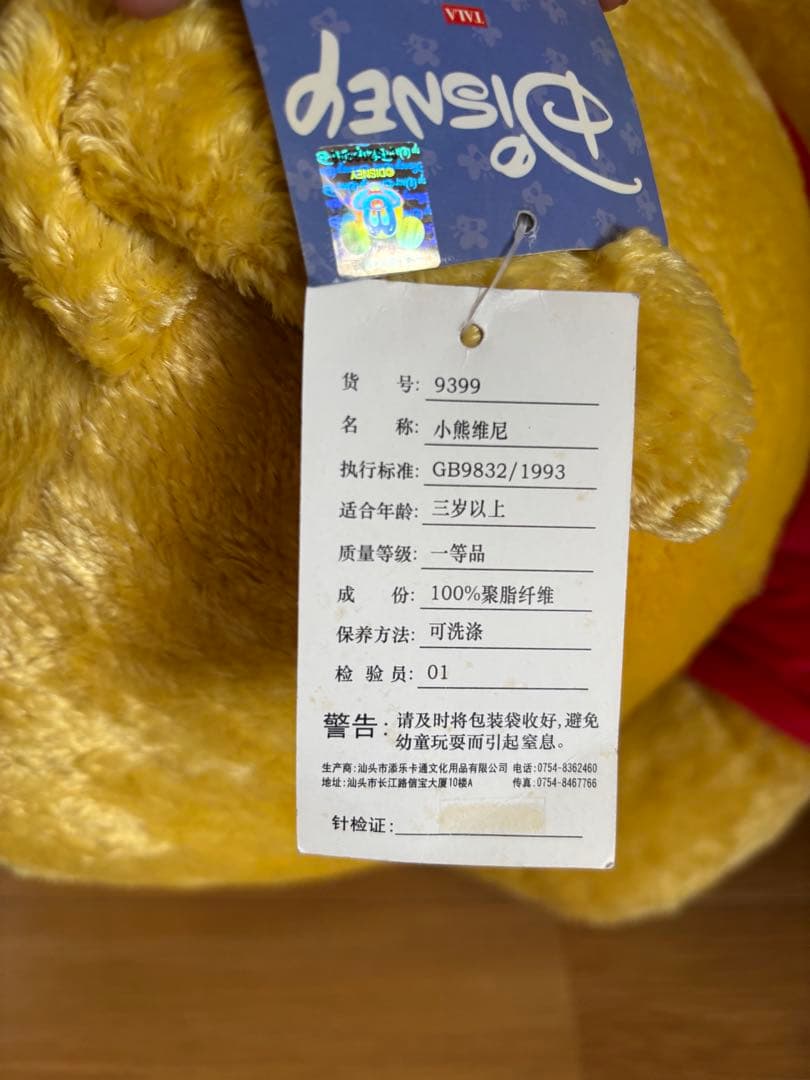 TALA
DISNEY
©DISNEY
货 号: 9399
名 称: 小熊维尼
执行标准: GB9832/1993
适合年龄: 三岁以上
质量等级: 一等品
成 份: 100%聚脂纤维
保养方法: 可洗涤
检 验 员: 01
警告: 请及时将包装袋收好,避免
幼童玩耍而引起窒息。
生产商:汕头市添乐卡通文化用品有限公司 电话:0754-8362460
地址:汕头市长江路信宝大厦10楼A 传真:0754-8467766
针检证: